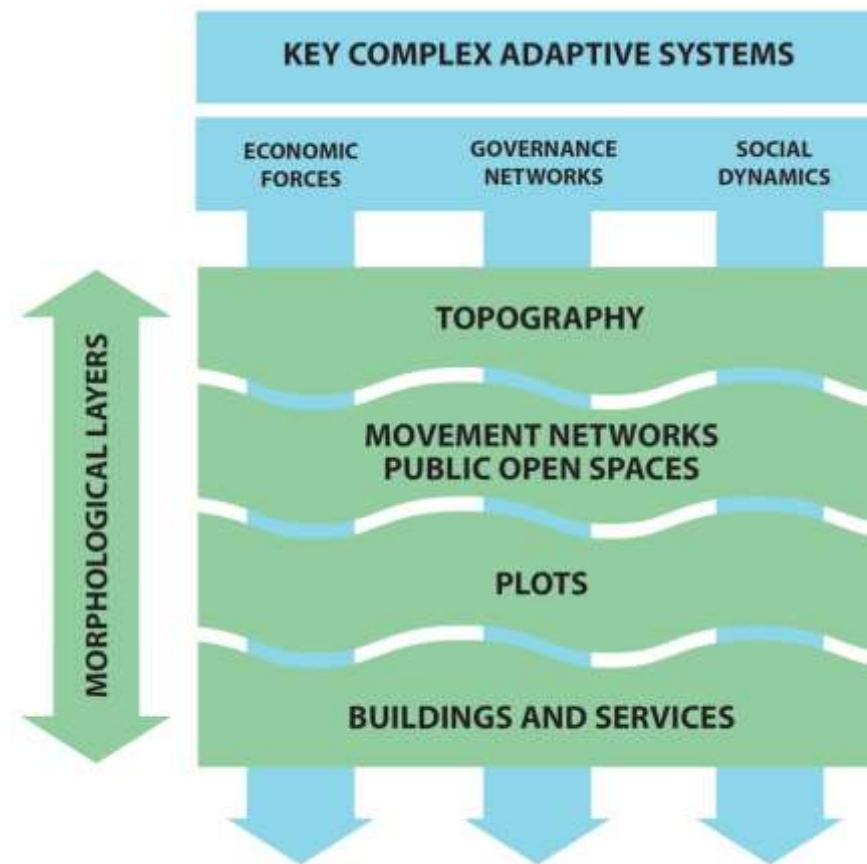 KEY COMPLEX ADAPTIVE SYSTEMS
ECONOMIC
FORCES
GOVERNANCE
NETWORKS
SOCIAL
DYNAMICS
MORPHOLOGICAL LAYERS
TOPOGRAPHY
MOVEMENT NETWORKS
PUBLIC OPEN SPACES
PLOTS
BUILDINGS AND SERVICES